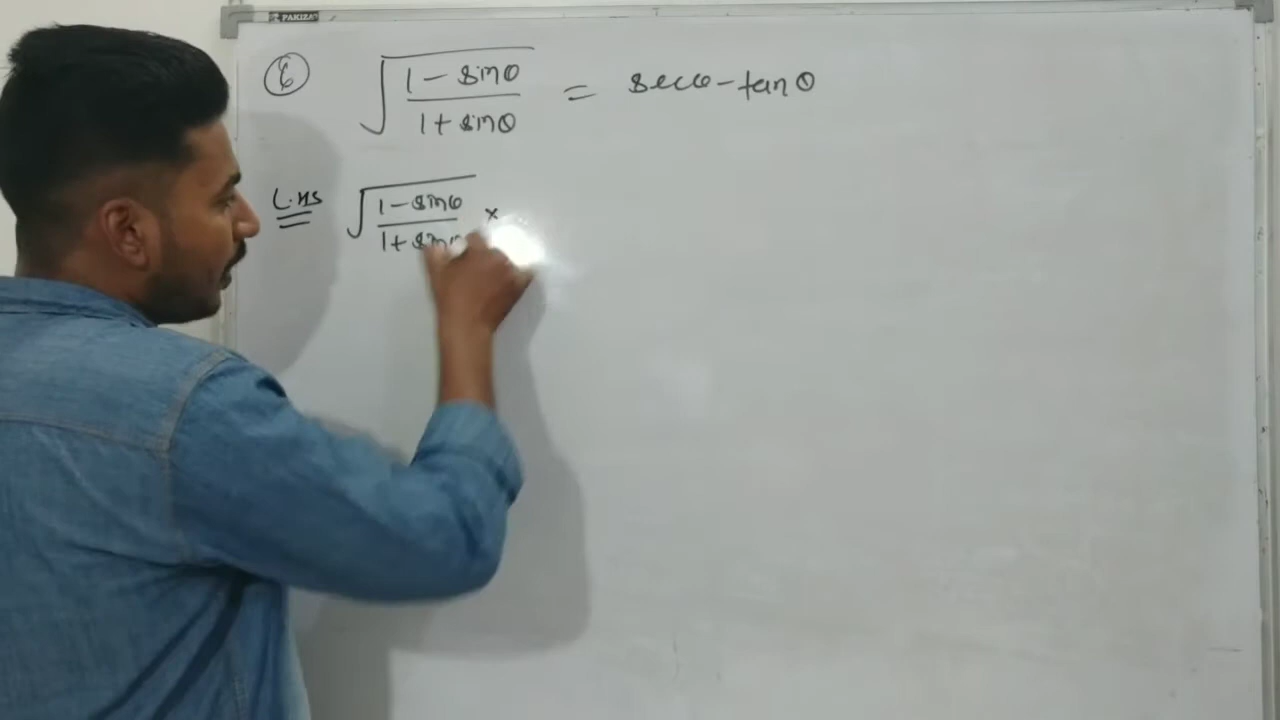 PAKIZA
⑥ √((1 - sinθ)/(1 + sinθ)) = secθ - tanθ
L.HS √((1 - sinθ)/(1 + sinθ)) ×